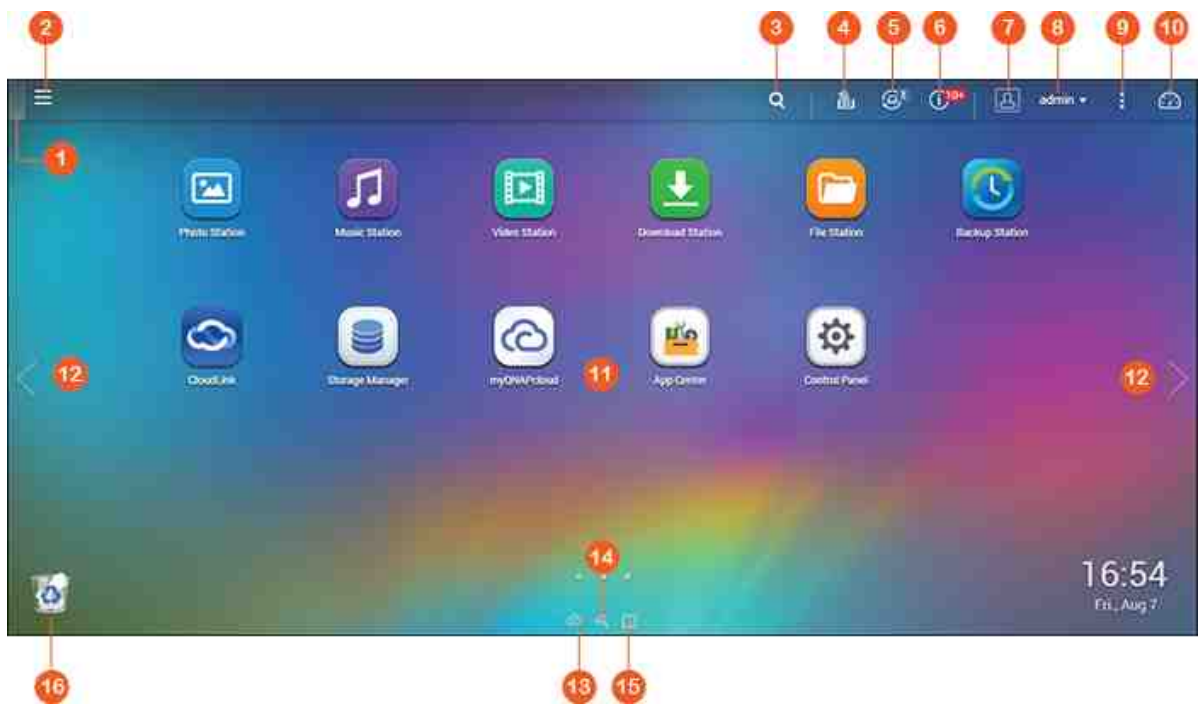 2 3 4 5 6 7 8 9 10
1 10+
admin
1
Photo Station Music Station Video Station Download Station File Station Backup Station
12 11 12
CloudLink Storage Manager myQNAPcloud App Center Control Panel
14
16:54
Fri., Aug 7
16 13 15